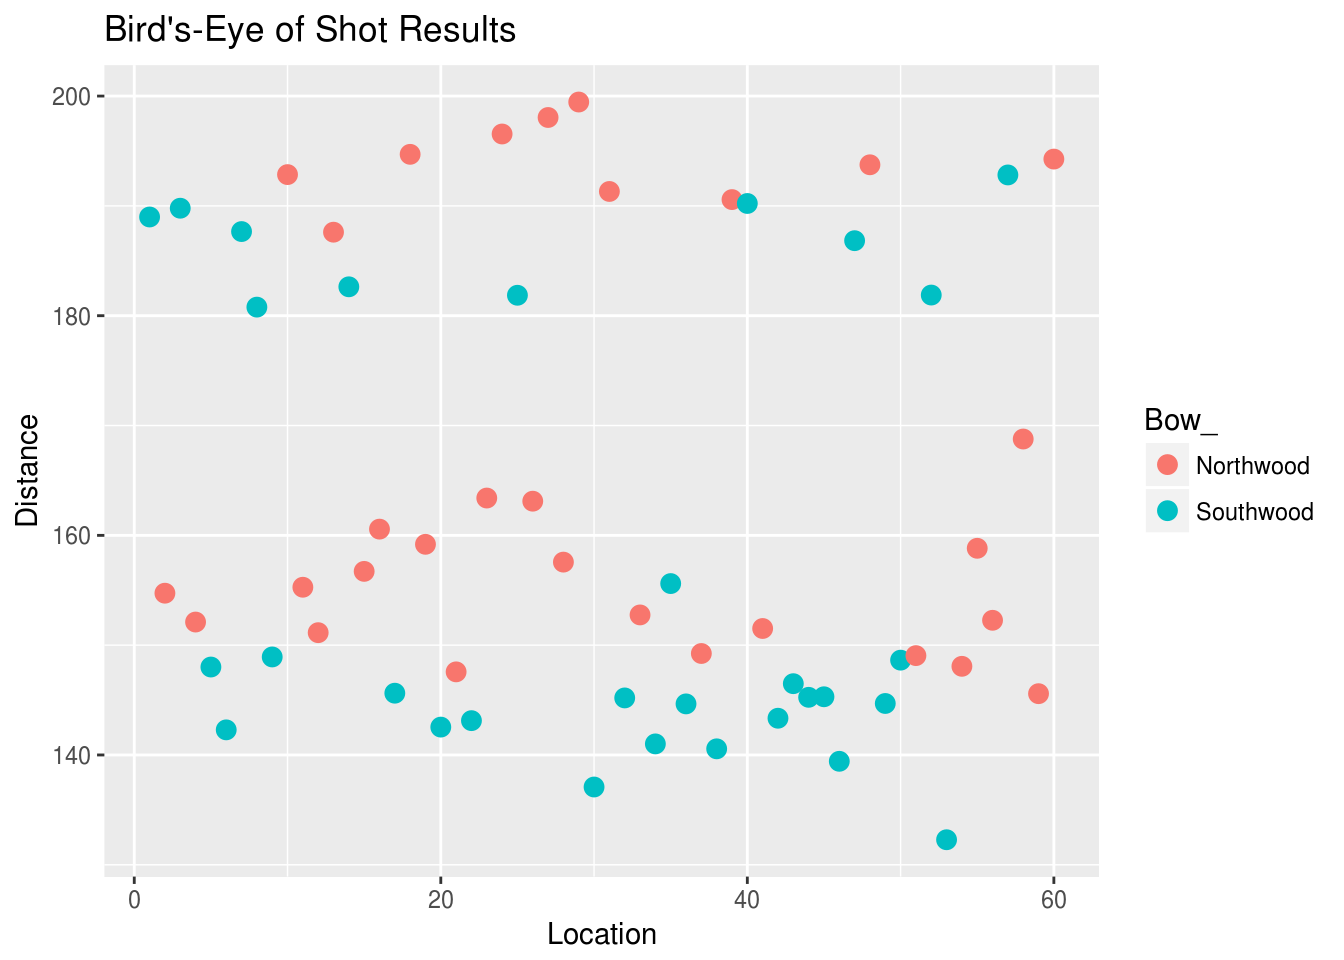 Bird's-Eye of Shot Results
200
180
160
140
Distance
0 20 40 60
Location
Bow_
Northwood
Southwood